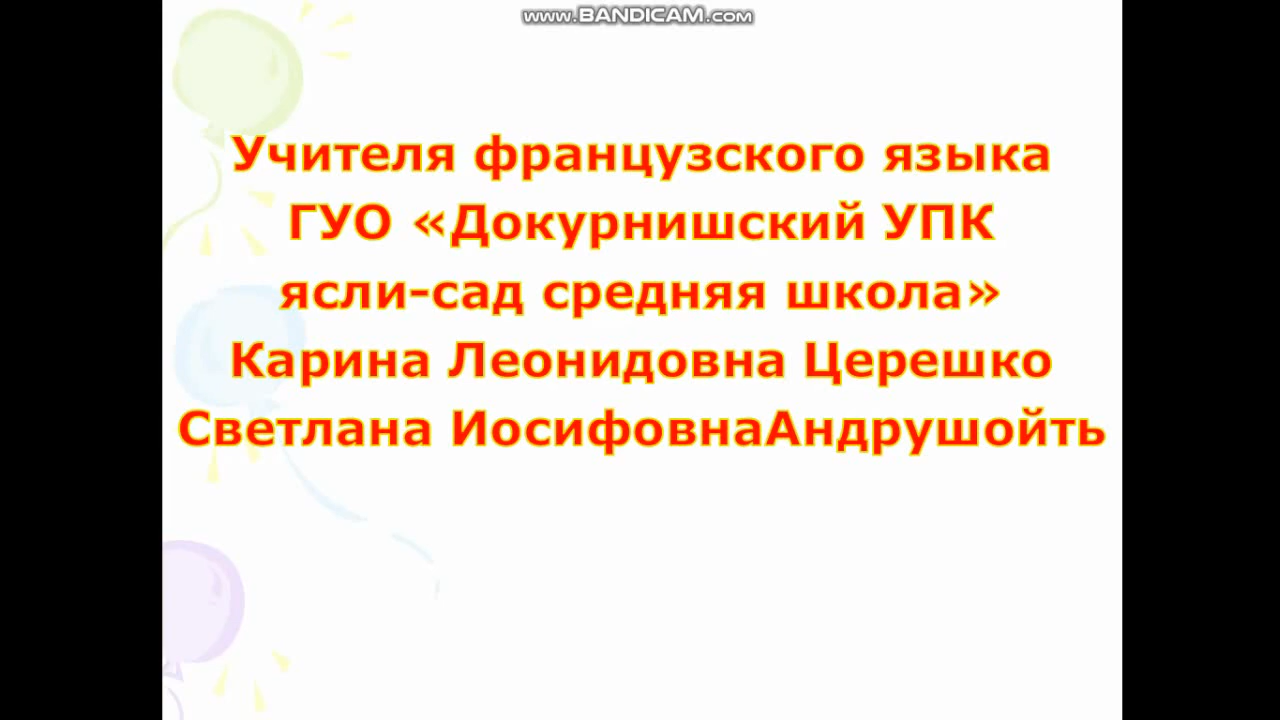 www.BANDICAM.com
Учителя французского языка
ГУО «Докурнишский УПК
ясли-сад средняя школа»
Карина Леонидовна Церешко
Светлана ИосифовнаАндрушойть